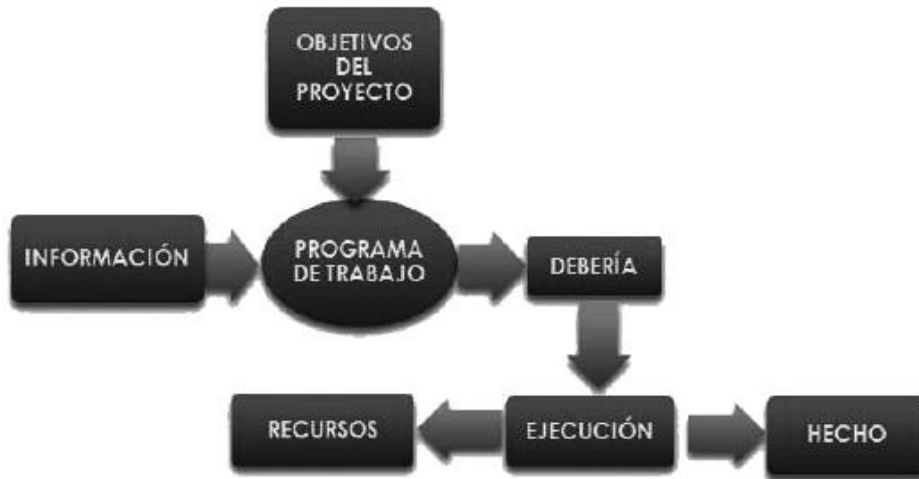 OBJETIVOS
DEL
PROYECTO
INFORMACIÓN
PROGRAMA
DE TRABAJO
DEBERÍA
RECURSOS
EJECUCIÓN
HECHO